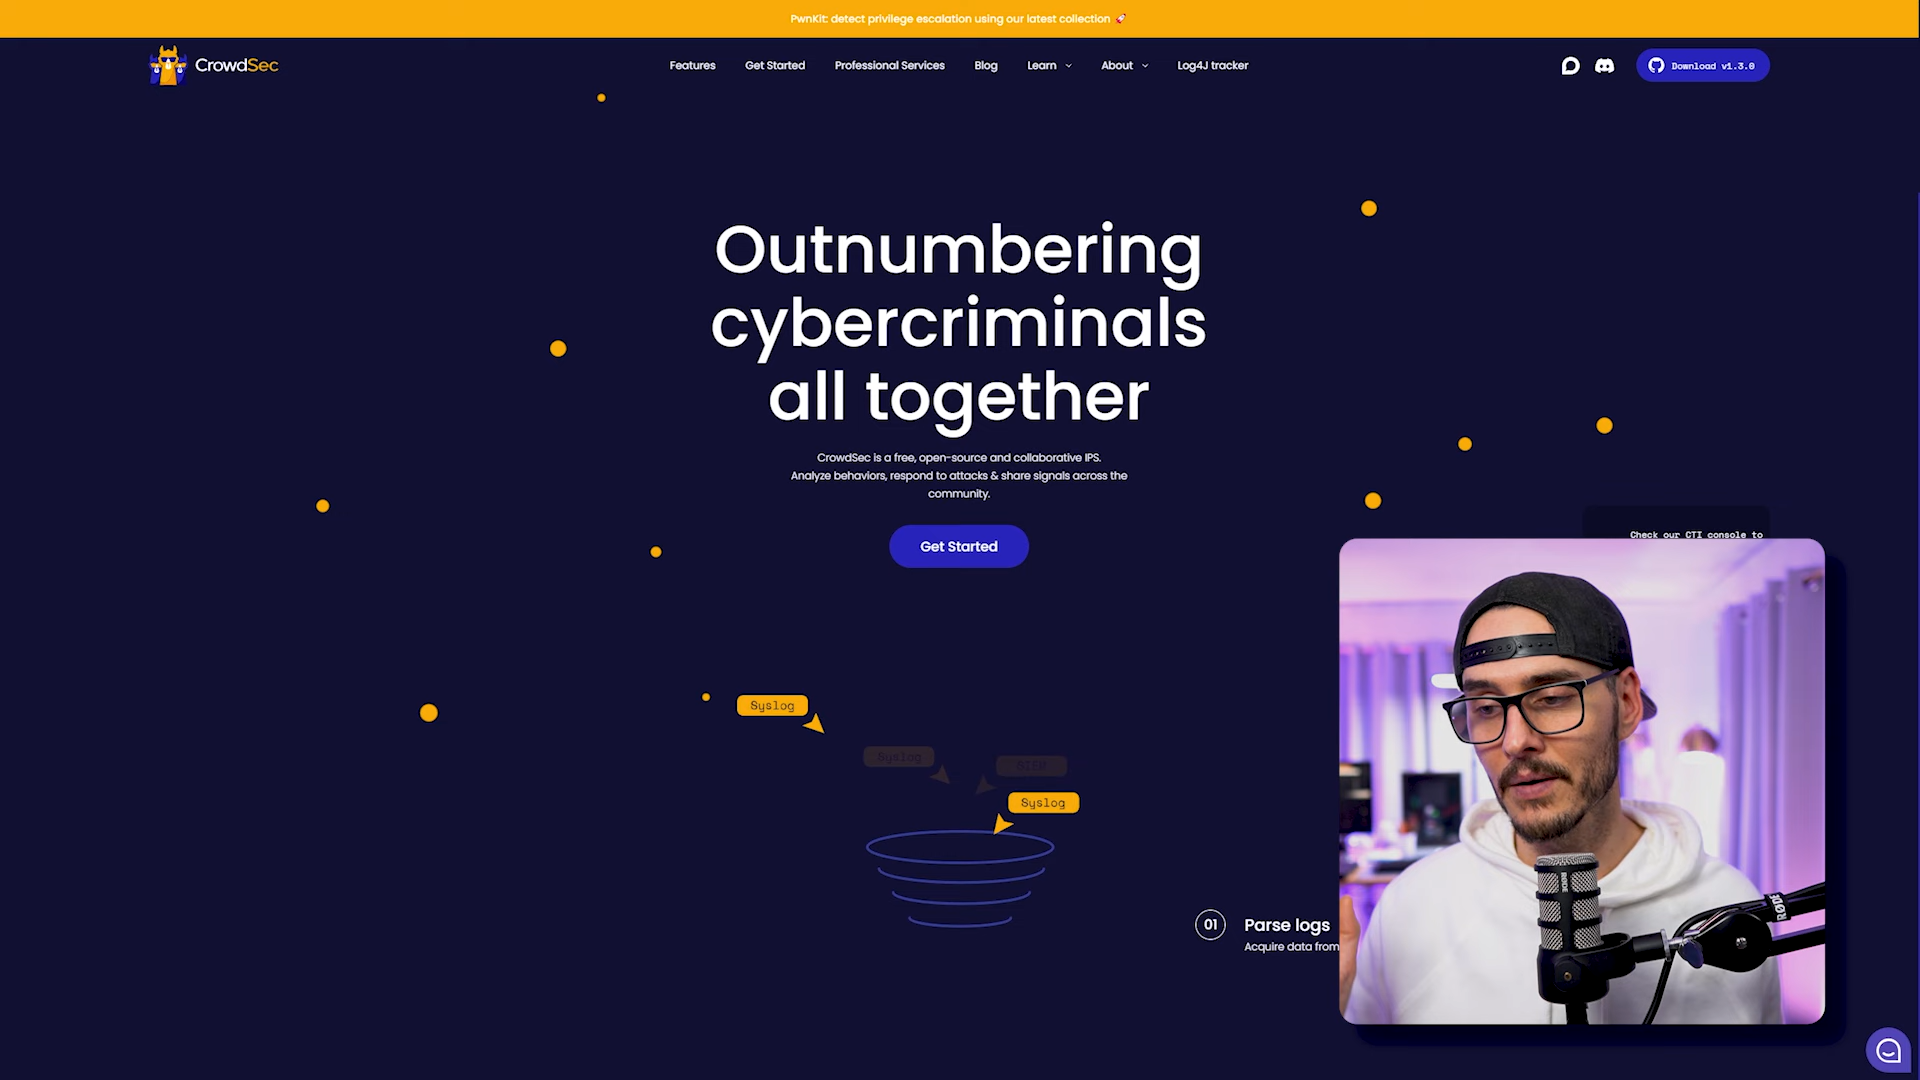 PwnKit: detect privilege escalation using our latest collection 🚀
CrowdSec
Features
Get Started
Professional Services
Blog
Learn
About
Log4J tracker
Download v1.3.0
Outnumbering
cybercriminals
all together
CrowdSec is a free, open-source and collaborative IPS.
Analyze behaviors, respond to attacks & share signals across the
community.
Get Started
Check our CTI console to
Syslog
Syslog
Syslog
01
Parse logs
Acquire data from
RØDE
RØDE